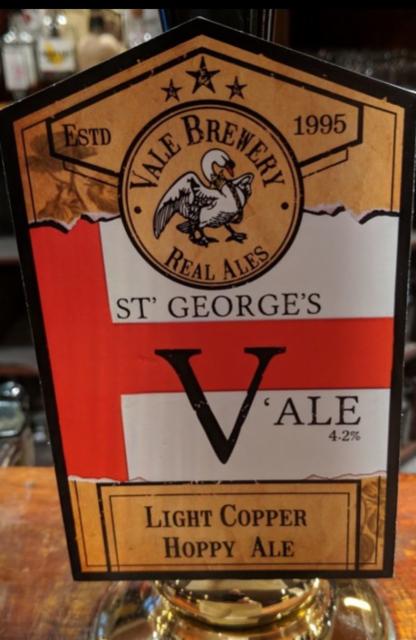 ESTD
1995
VALE BREWERY
REAL ALES
ST' GEORGE'S
V 'ALE
4·2%
LIGHT COPPER
HOPPY ALE